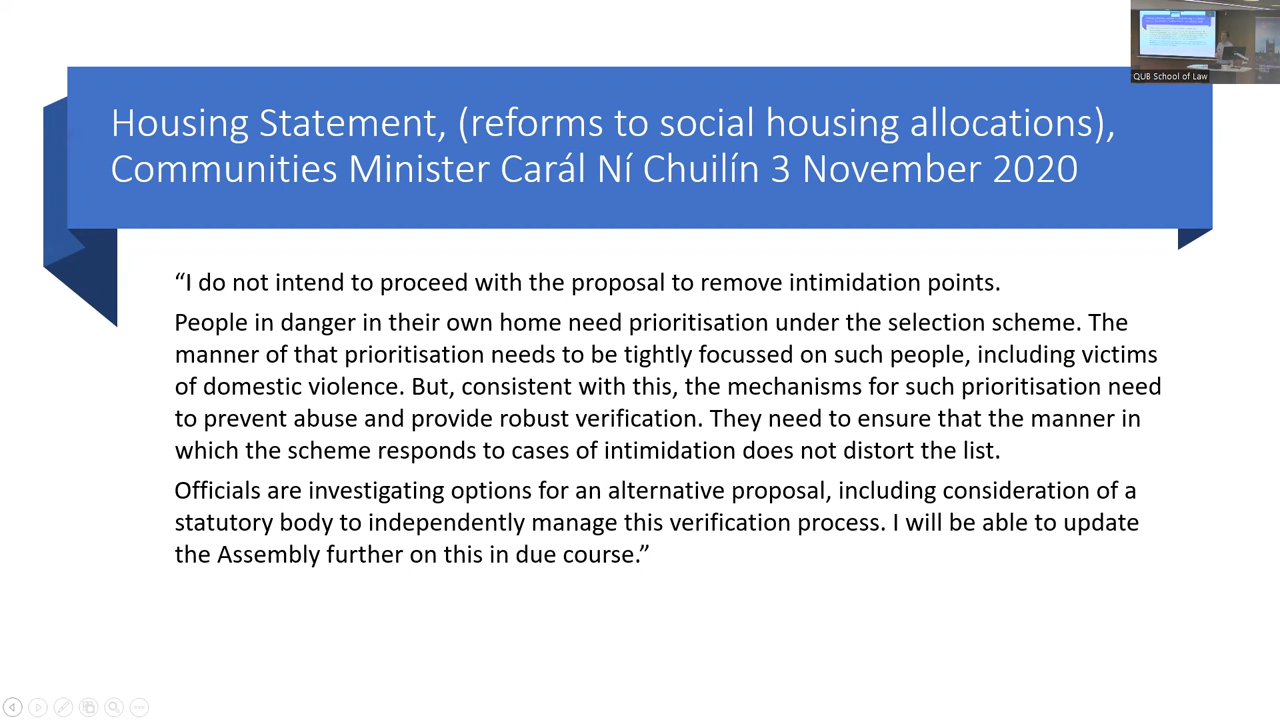 QUB School of Law
Housing Statement, (reforms to social housing allocations),
Communities Minister Carál Ní Chuilín 3 November 2020
“I do not intend to proceed with the proposal to remove intimidation points.
People in danger in their own home need prioritisation under the selection scheme. The
manner of that prioritisation needs to be tightly focussed on such people, including victims
of domestic violence. But, consistent with this, the mechanisms for such prioritisation need
to prevent abuse and provide robust verification. They need to ensure that the manner in
which the scheme responds to cases of intimidation does not distort the list.
Officials are investigating options for an alternative proposal, including consideration of a
statutory body to independently manage this verification process. I will be able to update
the Assembly further on this in due course.”